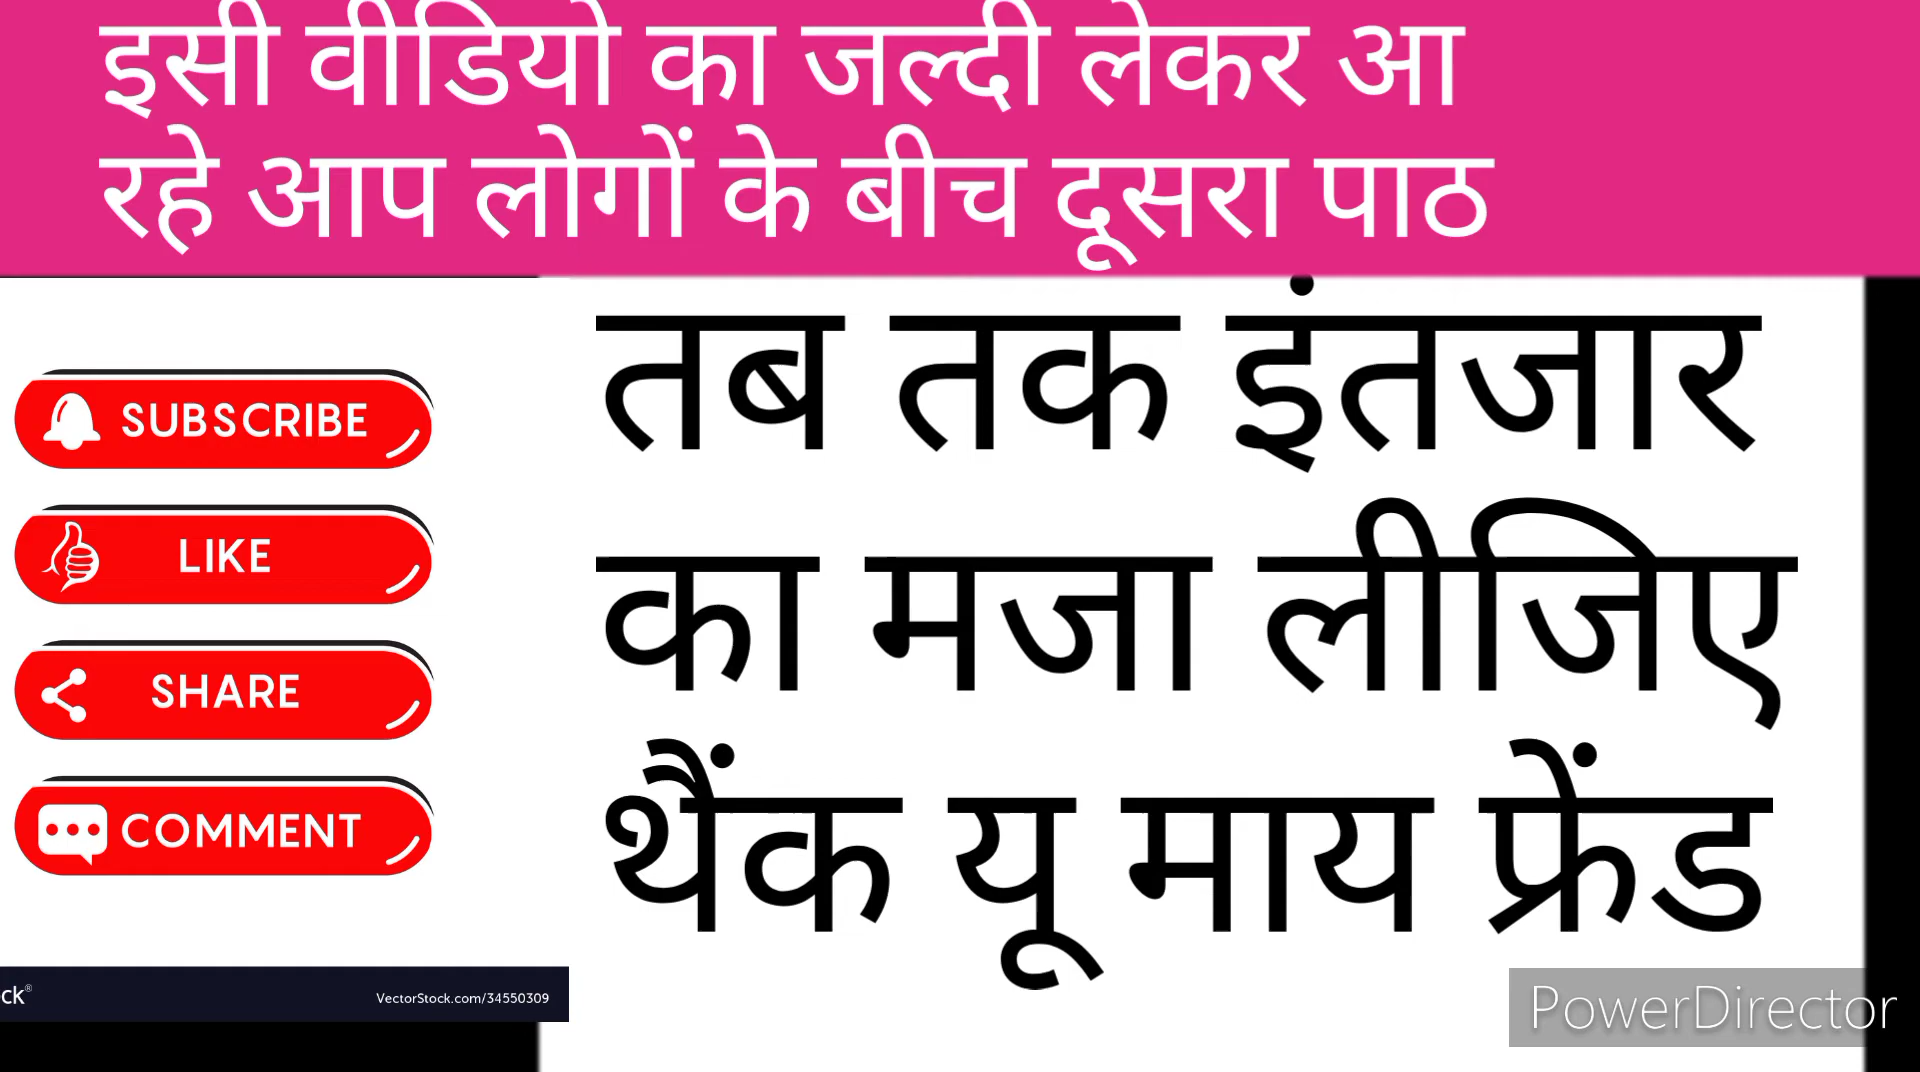 इसी वीडियो का जल्दी लेकर आ
रहे आप लोगों के बीच दूसरा पाठ
तब तक इंतजार
का मजा लीजिए
थैंक यू माय फ्रेंड
SUBSCRIBE
LIKE
SHARE
COMMENT
ck®
VectorStock.com/34550309
PowerDirector